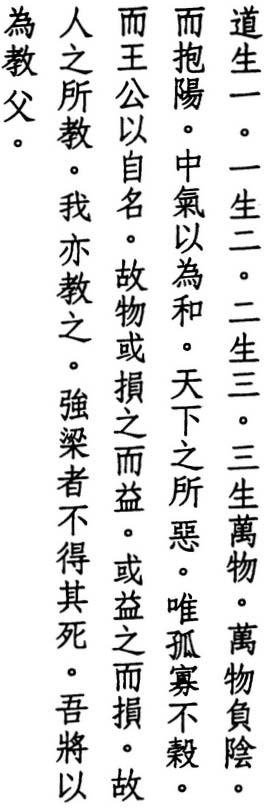 道生一。一生二。二生三。三生萬物。萬物負陰。
而抱陽。中氣以為和。天下之所惡。唯孤寡不穀。
而王公以自名。故物或損之而益。或益之而損。故
人之所教。我亦教之。強梁者不得其死。吾將以
為教父。